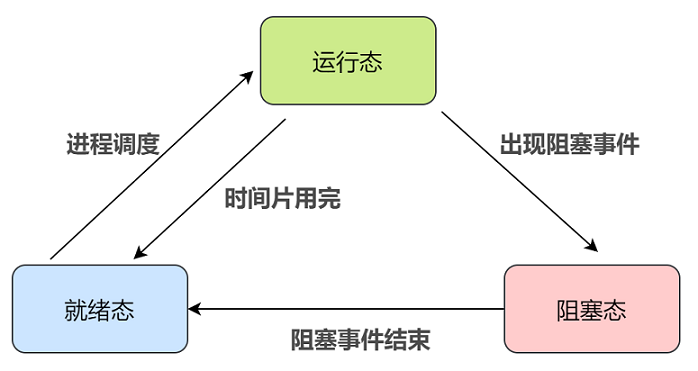 运行态
进程调度
出现阻塞事件
时间片用完
就绪态
阻塞态
阻塞事件结束